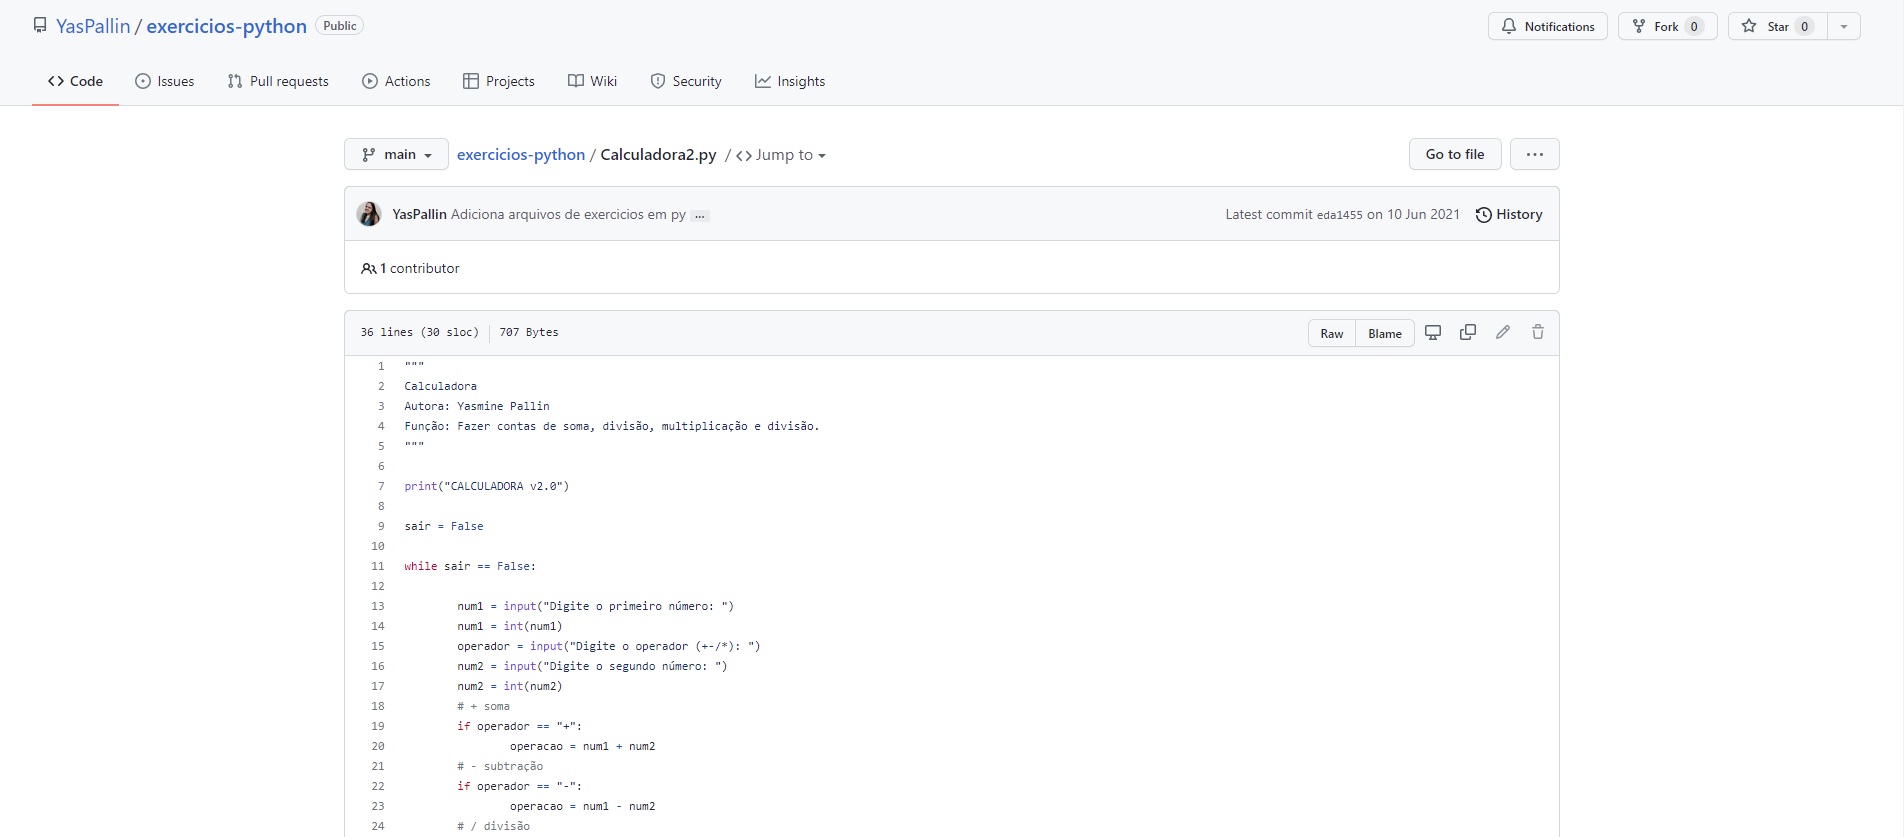 YasPallin / exercicios-python Public
Notifications Fork 0 Star 0
Code Issues Pull requests Actions Projects Wiki Security Insights
main exercicios-python / Calculadora2.py / <> Jump to
Go to file ...
YasPallin Adiciona arquivos de exercicios em py ...
Latest commit eda1455 on 10 Jun 2021 History
1 contributor
36 lines (30 sloc) 707 Bytes
Raw Blame
1 """
2 Calculadora
3 Autora: Yasmine Pallin
4 Função: Fazer contas de soma, divisão, multiplicação e divisão.
5 """
6
7 print("CALCULADORA v2.0")
8
9 sair = False
10
11 while sair == False:
12
13 num1 = input("Digite o primeiro número: ")
14 num1 = int(num1)
15 operador = input("Digite o operador (+-/*): ")
16 num2 = input("Digite o segundo número: ")
17 num2 = int(num2)
18 # + soma
19 if operador == "+":
20 operacao = num1 + num2
21 # - subtração
22 if operador == "-":
23 operacao = num1 - num2
24 # / divisão